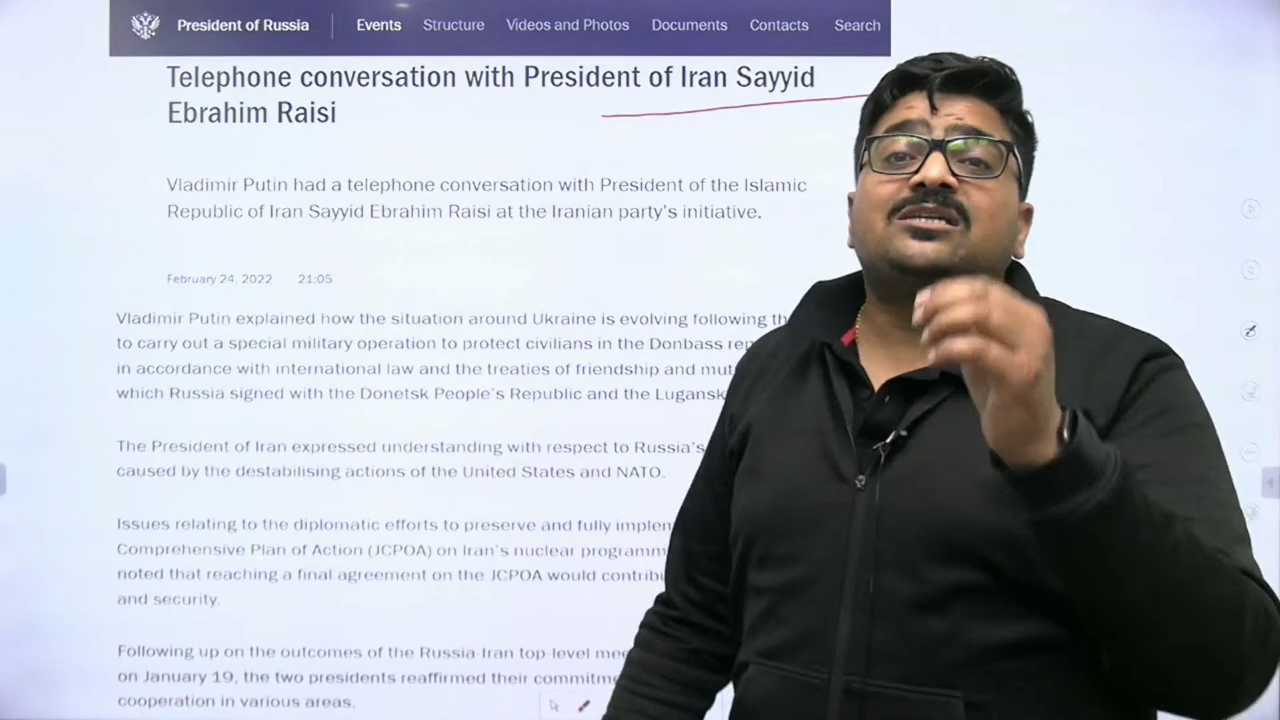 President of Russia Events Structure Videos and Photos Documents Contacts Search
Telephone conversation with President of Iran Sayyid
Ebrahim Raisi
Vladimir Putin had a telephone conversation with President of the Islamic
Republic of Iran Sayyid Ebrahim Raisi at the Iranian party's initiative.
February 24, 2022 21:05
Vladimir Putin explained how the situation around Ukraine is evolving following
to carry out a special military operation to protect civilians in the Donbass
in accordance with international law and the treaties of friendship and
which Russia signed with the Donetsk People's Republic and the Lugansk
The President of Iran expressed understanding with respect to Russia's
caused by the destabilising actions of the United States and NATO.
Issues relating to the diplomatic efforts to preserve and fully
Comprehensive Plan of Action (JCPOA) on Iran's nuclear
noted that reaching a final agreement on the JCPOA would
and security.
Following up on the outcomes of the Russia-Iran top-level
on January 19, the two presidents reaffirmed their
cooperation in various areas.